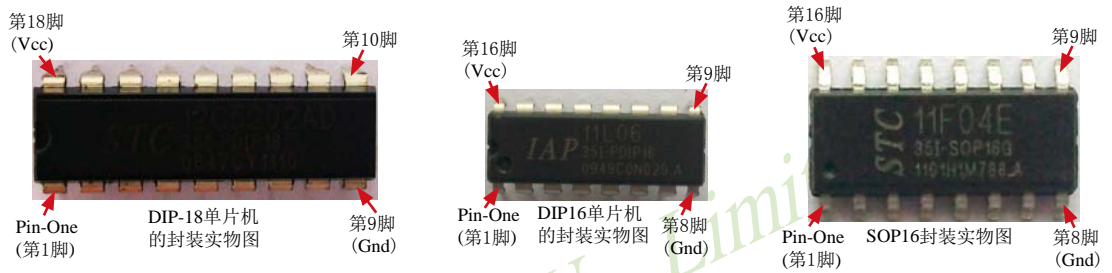 第18脚
(Vcc)
第10脚
STC
Pin-One
(第1脚)
DIP-18单片机
的封装实物图
第9脚
(Gnd)
第16脚
(Vcc)
第9脚
IAP
11L06
35I-PDIP16
Pin-One
(第1脚)
DIP16单片机
的封装实物图
第8脚
(Gnd)
第16脚
(Vcc)
第9脚
STC
11F04E
35I-SOP16G
1101H1M788.A
Pin-One
(第1脚)
SOP16封装实物图
第8脚
(Gnd)
Limit